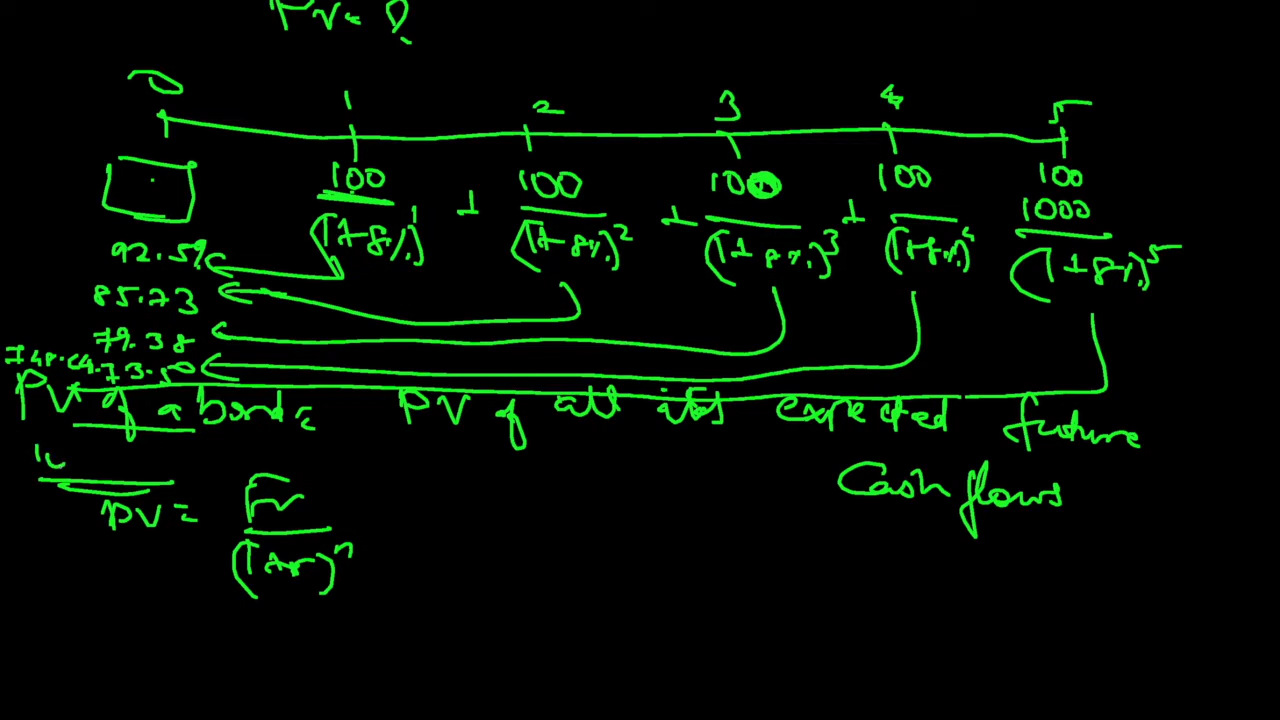 PV = ?
0 1 2 3 4 5
100 100 100 100 100
1000
(1+8%)¹ + (1+8%)² + (1+8%)³ + (1+8%)⁴ (1+8%)⁵
92.59
85.73
79.38
73.50
PV of a bond = PV of all its expected future
Cash flows
PV = Fv
(1+r)ⁿ